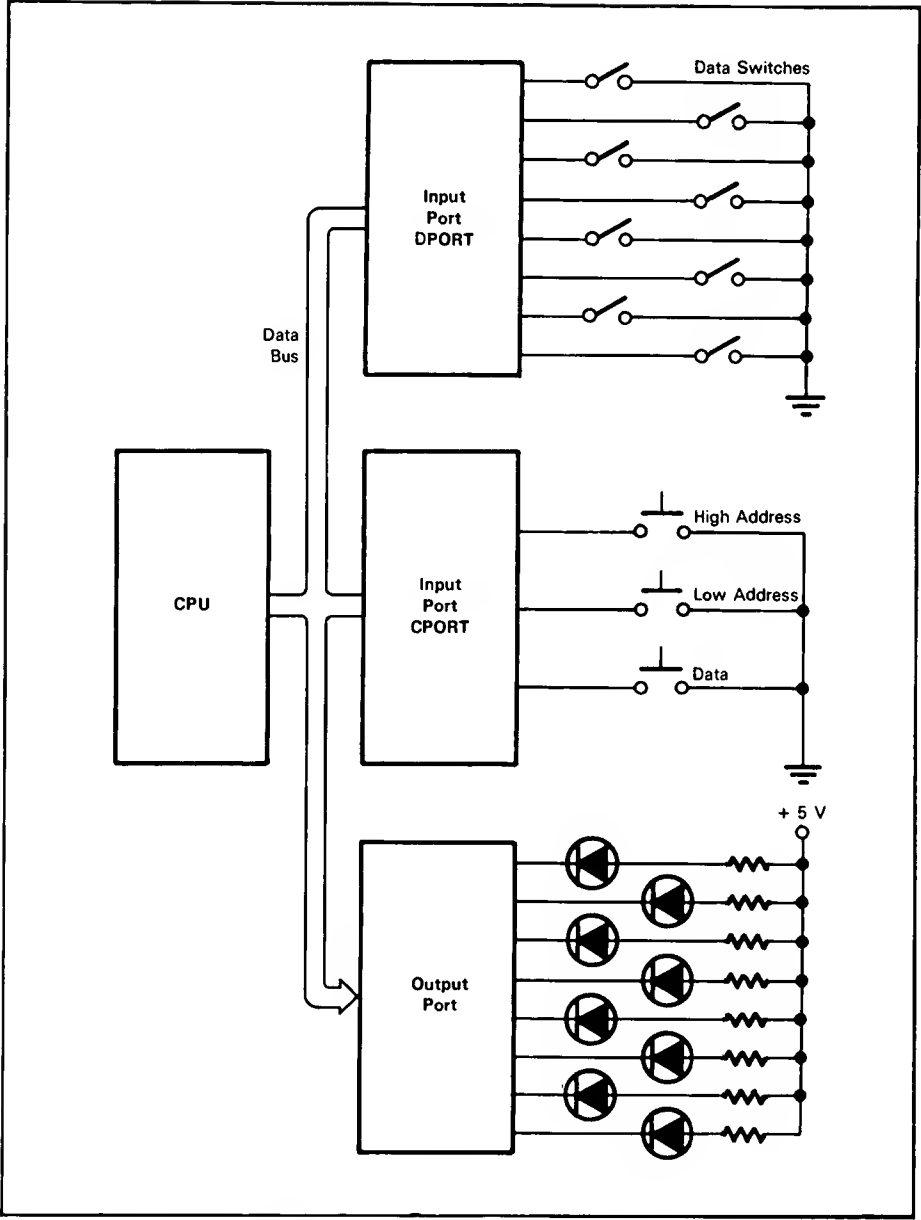 Data Switches
Input
Port
DPORT
Data
Bus
CPU
Input
Port
CPORT
High Address
Low Address
Data
+ 5 V
Output
Port